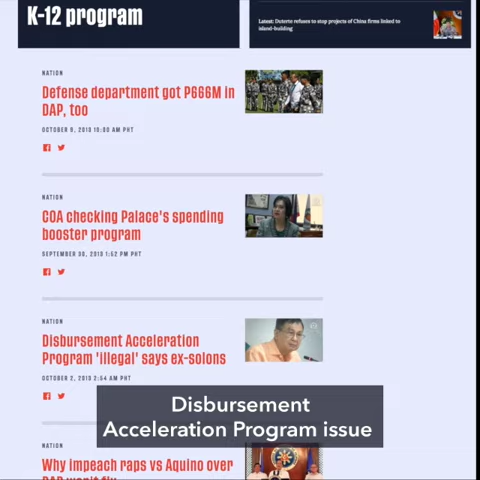 K-12 program
Latest: Duterte refuses to stop projects of China firms linked to
island-building
NATION
Defense department got P666M in
DAP, too
OCTOBER 9, 2013 10:00 AM PHT
NATION
COA checking Palace's spending
booster program
SEPTEMBER 30, 2013 1:52 PM PHT
NATION
Disbursement Acceleration
Program 'illegal' says ex-solons
OCTOBER 2, 2013 2:54 AM PHT
Disbursement
Acceleration Program issue
NATION
Why impeach raps vs Aquino over